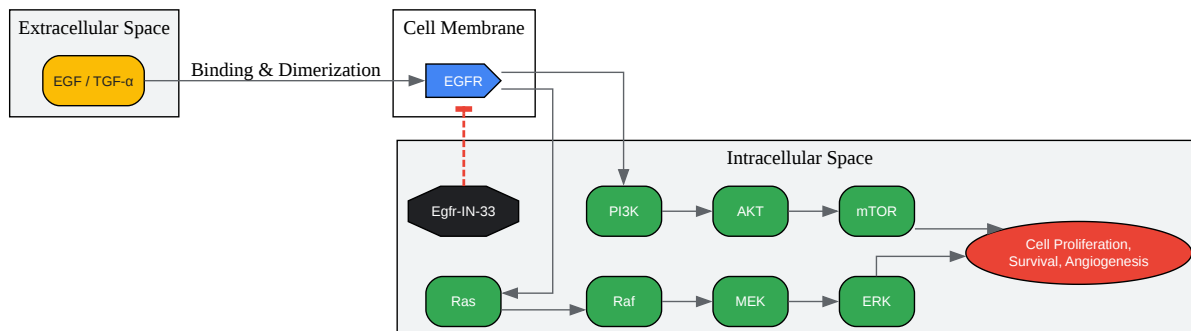 Extracellular Space
Cell Membrane
EGF / TGF-α
Binding & Dimerization
EGFR
Intracellular Space
Egfr-IN-33
PI3K
AKT
mTOR
Cell Proliferation,
Survival, Angiogenesis
Ras
Raf
MEK
ERK